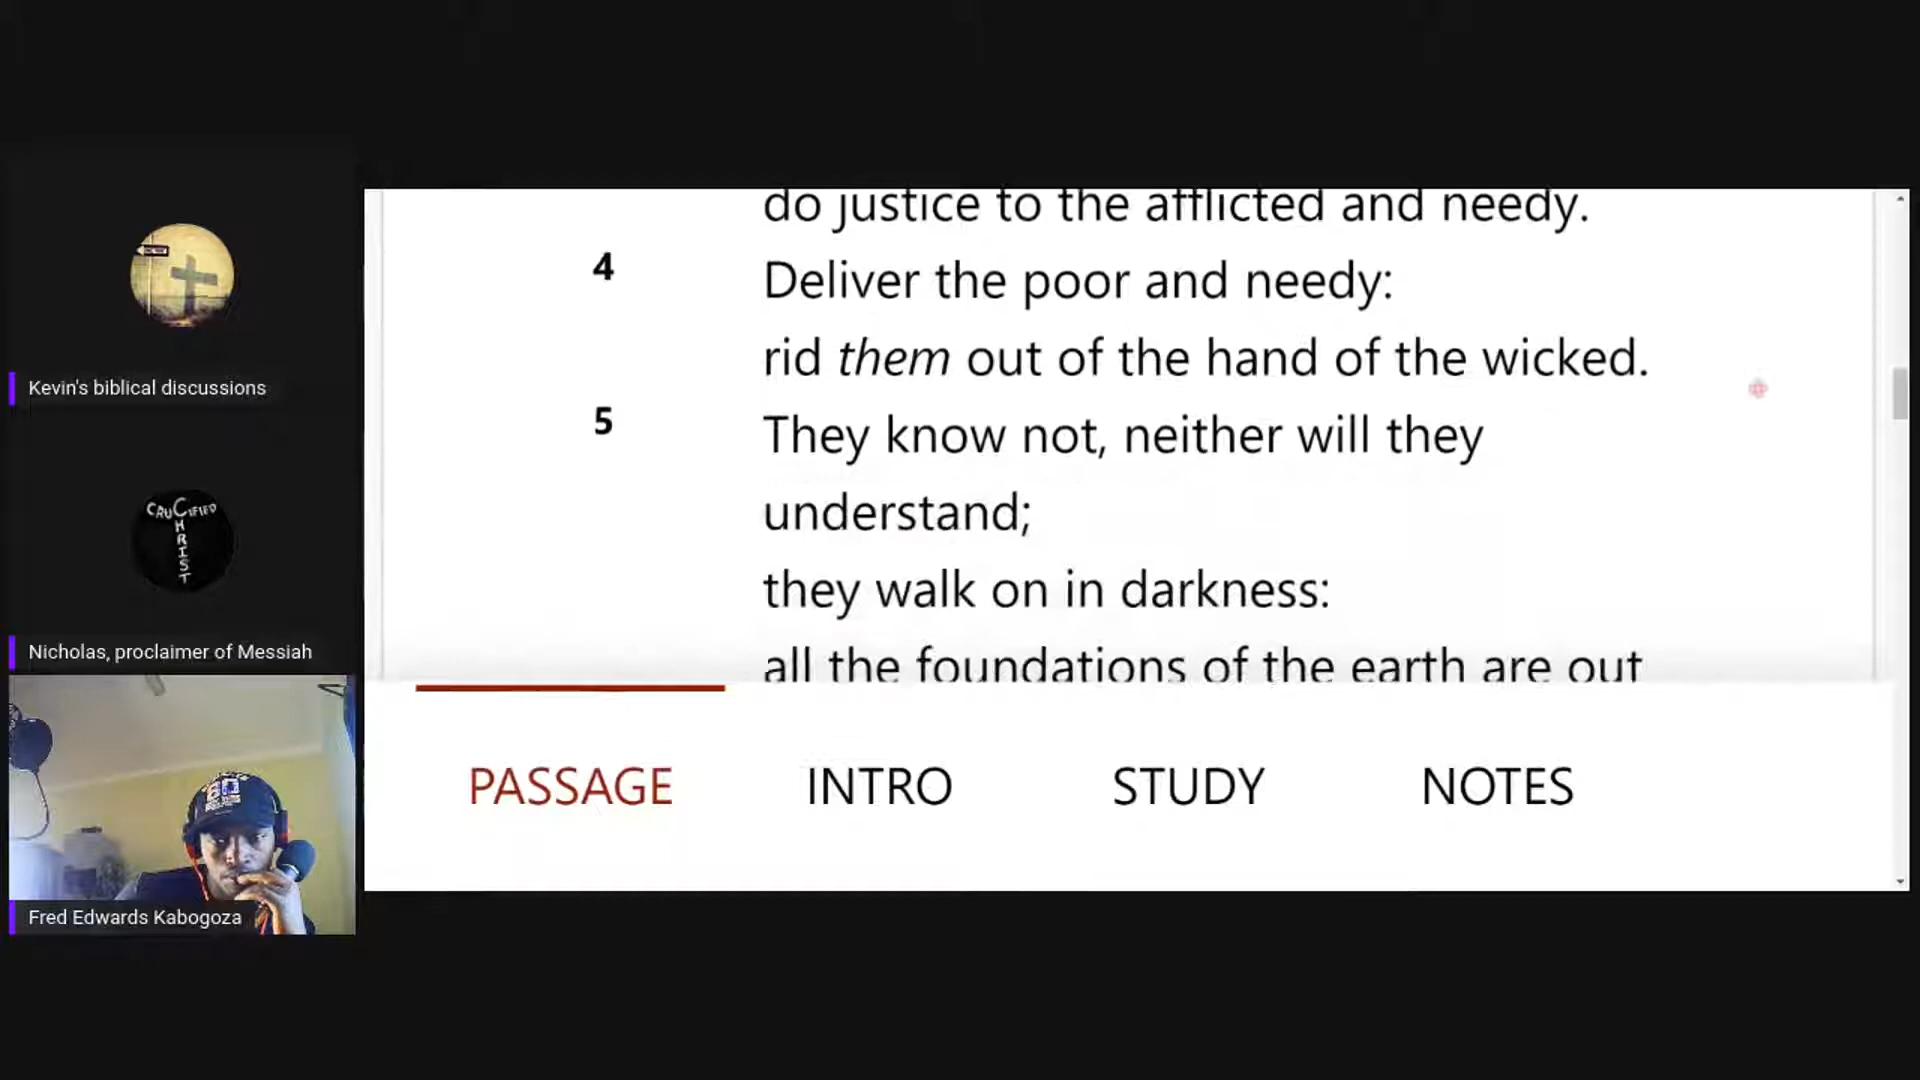 Kevin's biblical discussions
CRUCIFIED
CHRIST
Nicholas, proclaimer of Messiah
Fred Edwards Kabogoza
do justice to the afflicted and needy.
4 Deliver the poor and needy:
rid them out of the hand of the wicked.
5 They know not, neither will they
understand;
they walk on in darkness:
all the foundations of the earth are out
PASSAGE INTRO STUDY NOTES